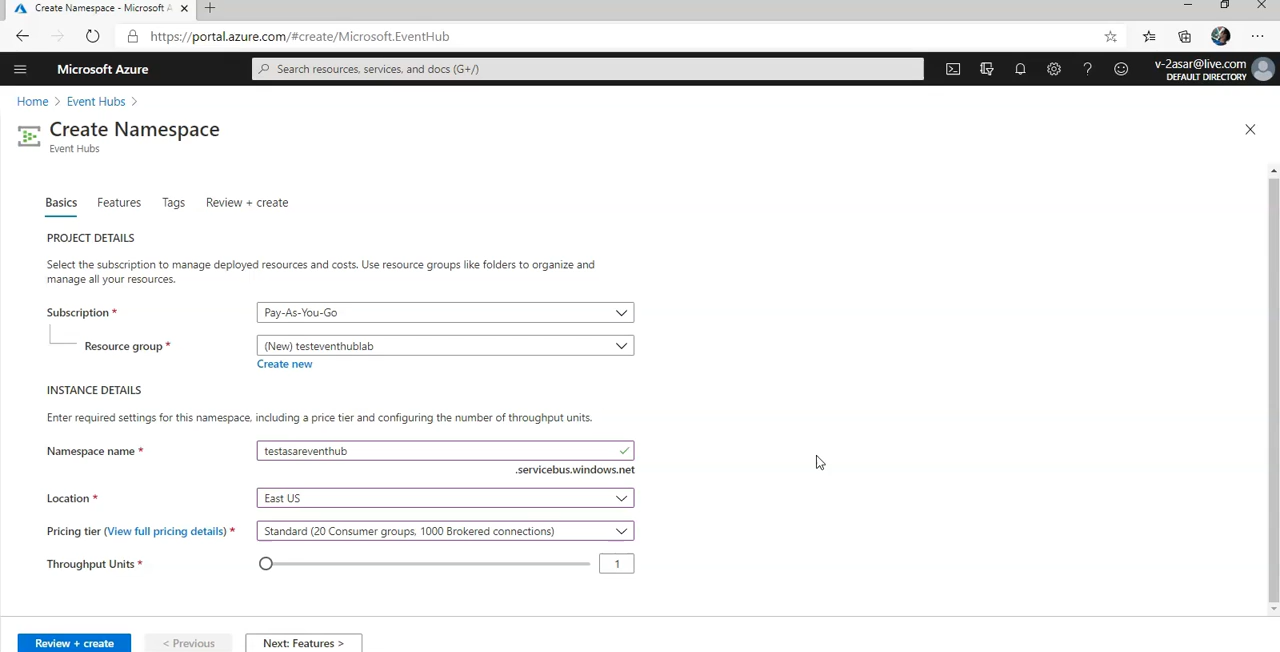 Create Namespace - Microsoft A
https://portal.azure.com/#create/Microsoft.EventHub
Microsoft Azure
Search resources, services, and docs (G+/)
v-2asar@live.com
DEFAULT DIRECTORY
Home > Event Hubs >
Create Namespace
Event Hubs
Basics Features Tags Review + create
PROJECT DETAILS
Select the subscription to manage deployed resources and costs. Use resource groups like folders to organize and
manage all your resources.
Subscription * Pay-As-You-Go
Resource group * (New) testeventhublab
Create new
INSTANCE DETAILS
Enter required settings for this namespace, including a price tier and configuring the number of throughput units.
Namespace name * testasareventhub
.servicebus.windows.net
Location * East US
Pricing tier (View full pricing details) * Standard (20 Consumer groups, 1000 Brokered connections)
Throughput Units * 1
Review + create < Previous Next: Features >